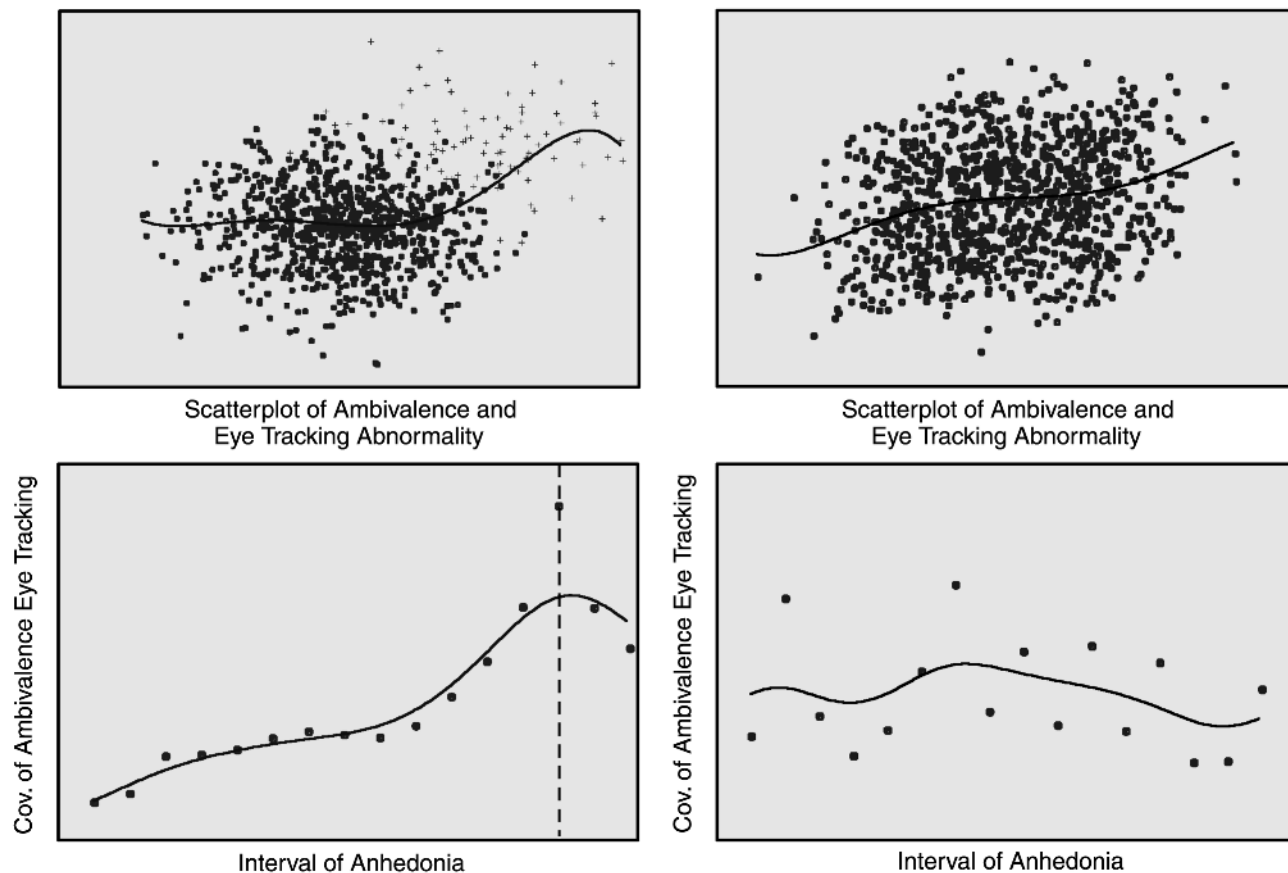 Scatterplot of Ambivalence and
Eye Tracking Abnormality
Scatterplot of Ambivalence and
Eye Tracking Abnormality
Cov. of Ambivalence Eye Tracking
Interval of Anhedonia
Cov. of Ambivalence Eye Tracking
Interval of Anhedonia